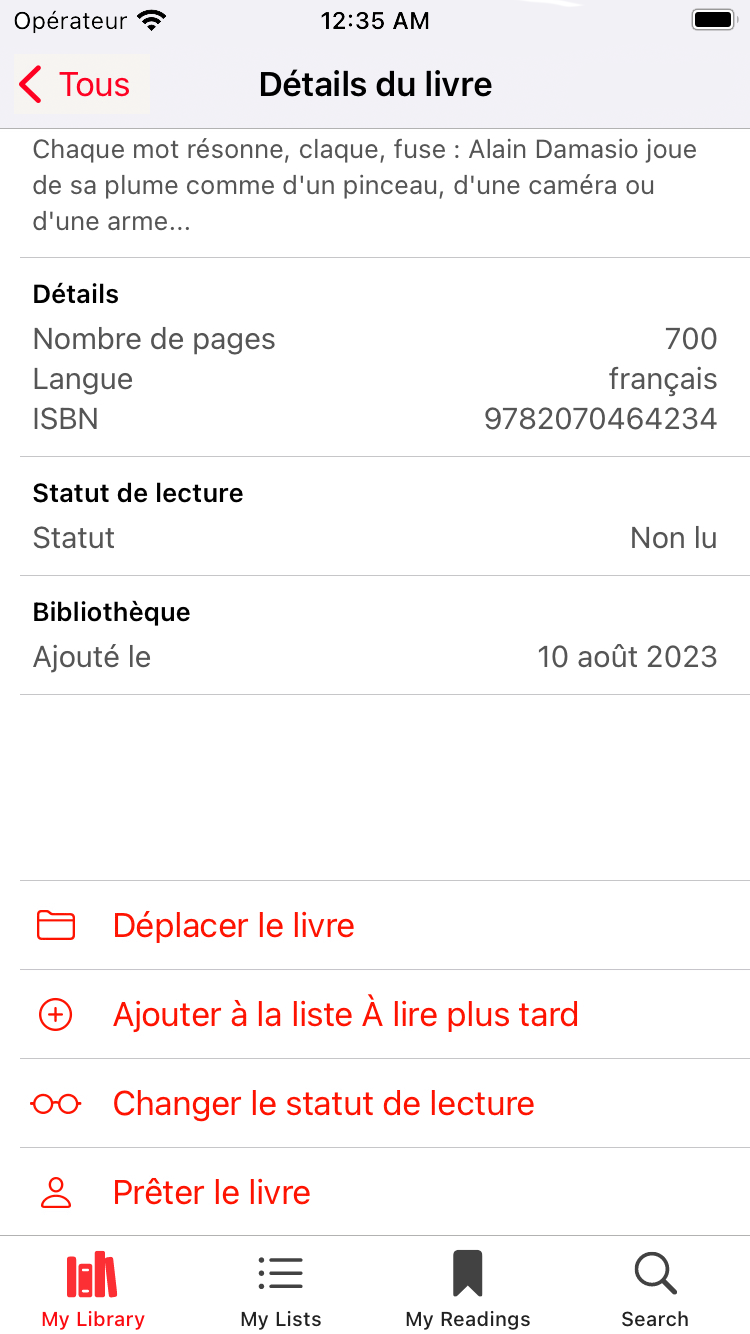 Opérateur 12:35 AM
Tous Détails du livre
Chaque mot résonne, claque, fuse : Alain Damasio joue
de sa plume comme d'un pinceau, d'une caméra ou
d'une arme...
Détails
Nombre de pages 700
Langue français
ISBN 9782070464234
Statut de lecture
Statut Non lu
Bibliothèque
Ajouté le 10 août 2023
Déplacer le livre
Ajouter à la liste À lire plus tard
Changer le statut de lecture
Prêter le livre
My Library My Lists My Readings Search